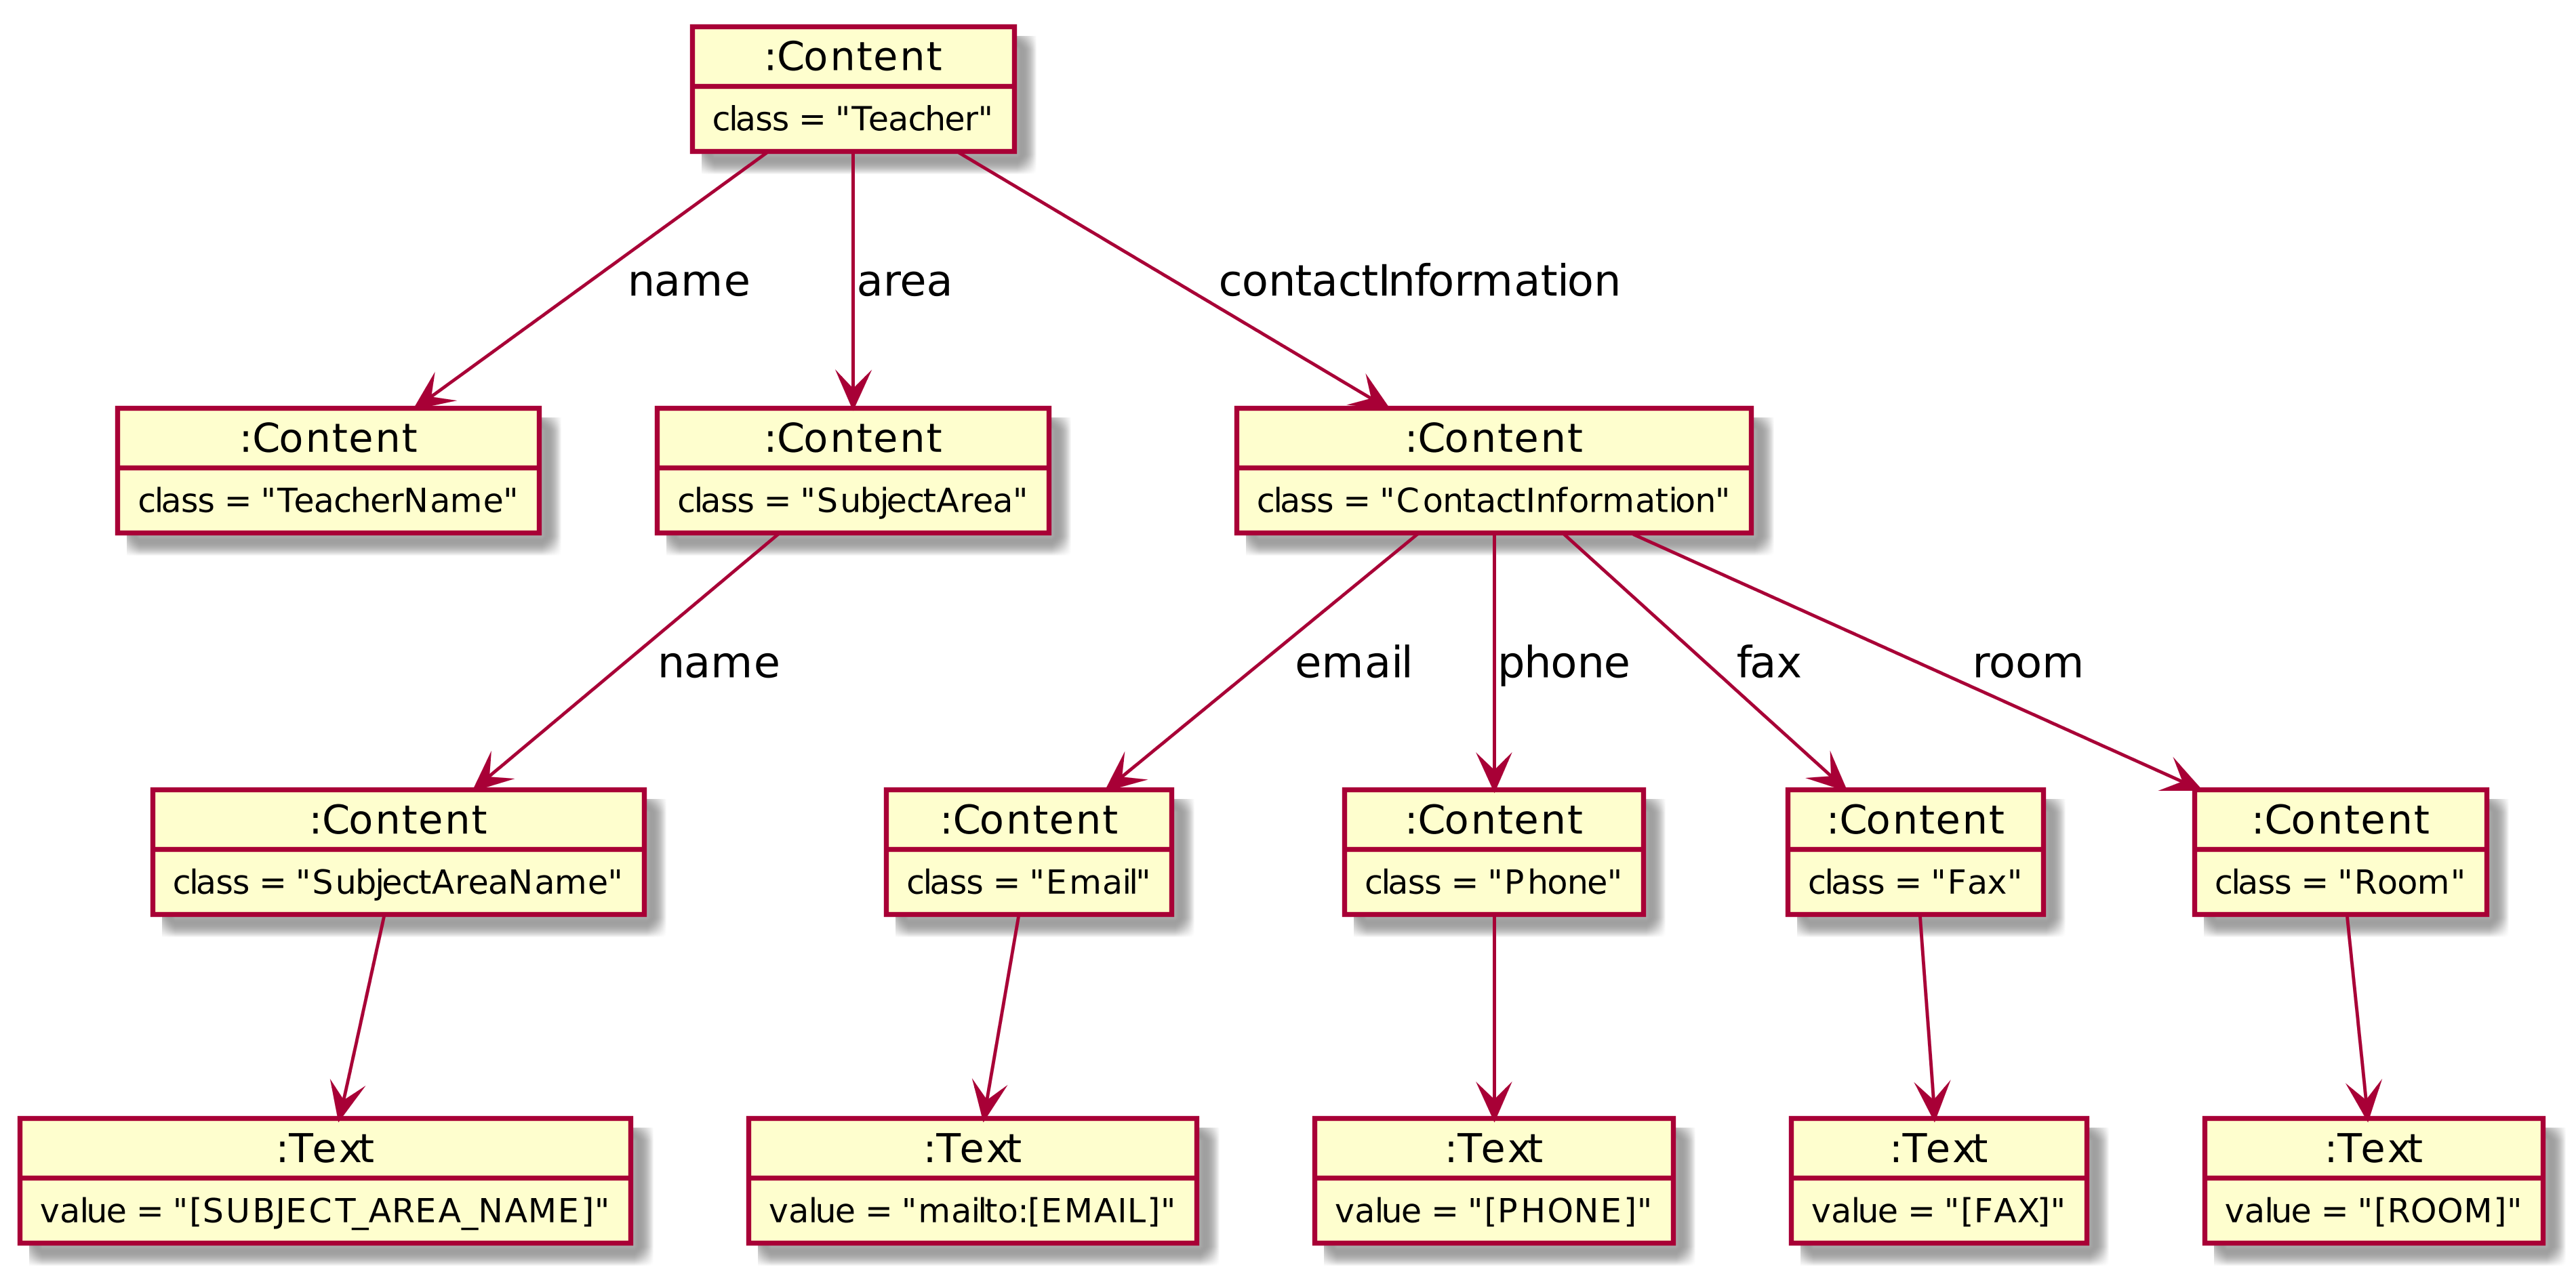 :Content
class = "Teacher"
name
area
contactInformation
:Content
class = "TeacherName"
:Content
class = "SubjectArea"
:Content
class = "ContactInformation"
name
email
phone
fax
room
:Content
class = "SubjectAreaName"
:Content
class = "Email"
:Content
class = "Phone"
:Content
class = "Fax"
:Content
class = "Room"
:Text
value = "[SUBJECT_AREA_NAME]"
:Text
value = "mailto:[EMAIL]"
:Text
value = "[PHONE]"
:Text
value = "[FAX]"
:Text
value = "[ROOM]"